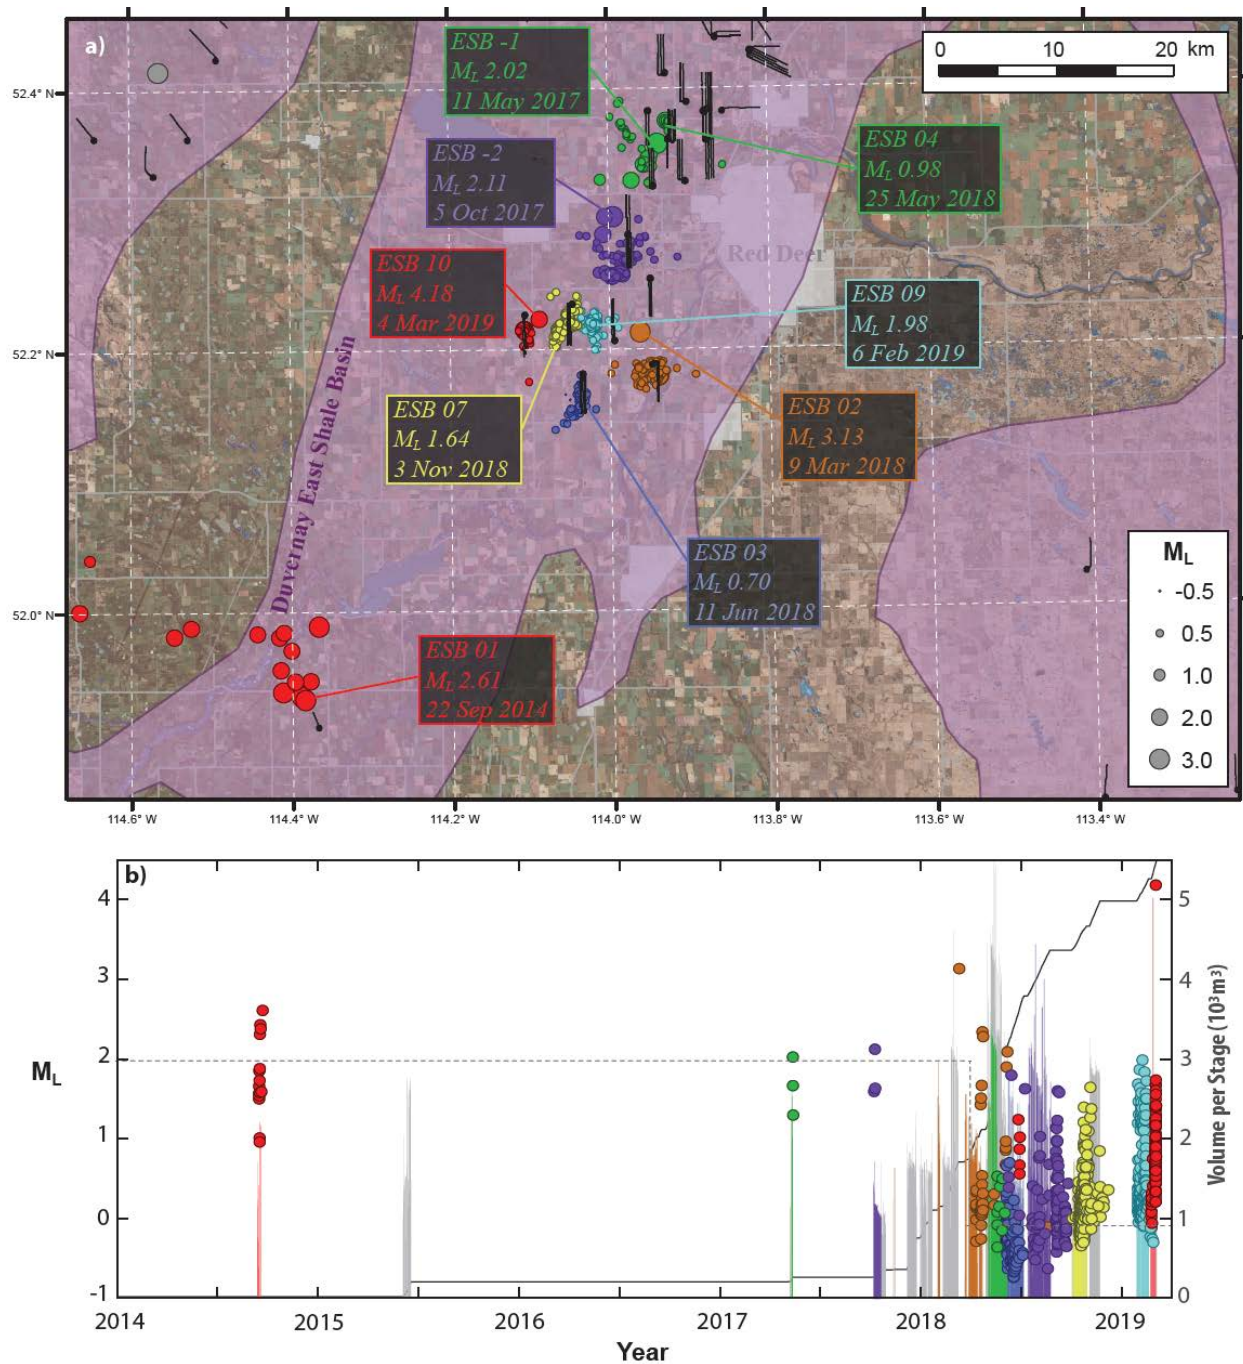 a)
ESB -1
ML 2.02
11 May 2017
0 10 20 km
52.4° N
ESB -2
ML 2.11
5 Oct 2017
ESB 04
ML 0.98
25 May 2018
Red Deer
ESB 10
ML 4.18
4 Mar 2019
ESB 09
ML 1.98
6 Feb 2019
52.2° N
ESB 07
ML 1.64
3 Nov 2018
ESB 02
ML 3.13
9 Mar 2018
Duvernay East Shale Basin
ESB 03
ML 0.70
11 Jun 2018
ML
-0.5
0.5
1.0
2.0
3.0
52.0° N
ESB 01
ML 2.61
22 Sep 2014
114.6° W 114.4° W 114.2° W 114.0° W 113.8° W 113.6° W 113.4° W
b)
4
3
2
1
0
-1
ML
5
4
3
2
1
0
Volume per Stage (10³m³)
2014 2015 2016 2017 2018 2019
Year